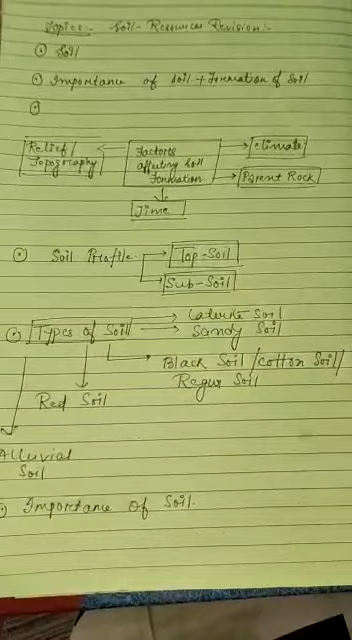 Topic:- Soil-Resources Revision:-
Soil
Importance of soil + Formation of Soil
Relief/ Topography
Factors affecting Soil Formation
Climate
Parent Rock
Time
Soil Profile
Top-Soil
Sub-Soil
Types of Soil
Laterite Soil
Sandy Soil
Black Soil/cotton Soil/
Regur Soil
Red Soil
Alluvial
Soil
Importance of Soil.